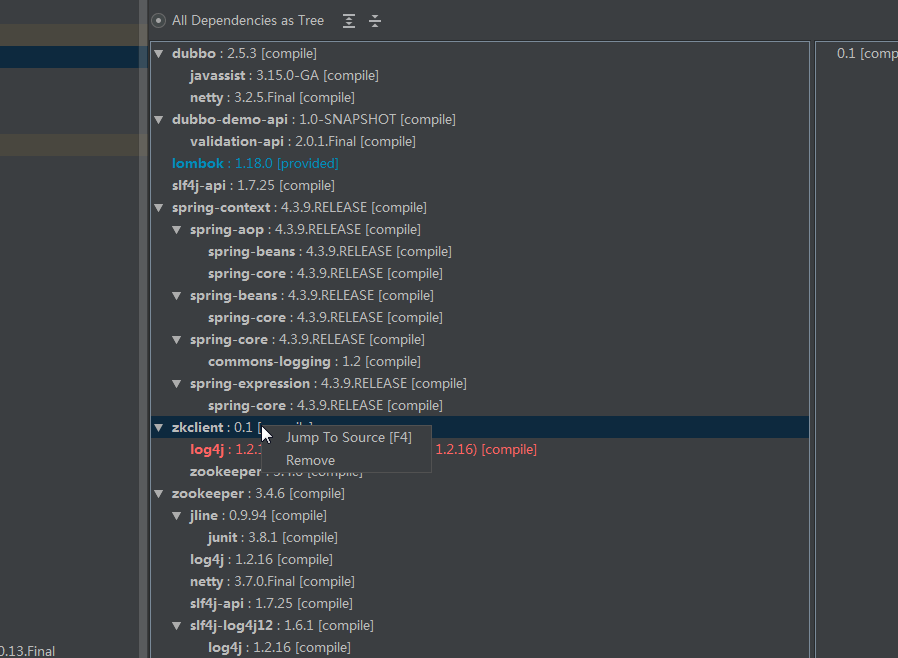 All Dependencies as Tree
dubbo : 2.5.3 [compile]
0.1 [comp
javassist : 3.15.0-GA [compile]
netty : 3.2.5.Final [compile]
dubbo-demo-api : 1.0-SNAPSHOT [compile]
validation-api : 2.0.1.Final [compile]
lombok : 1.18.0 [provided]
slf4j-api : 1.7.25 [compile]
spring-context : 4.3.9.RELEASE [compile]
spring-aop : 4.3.9.RELEASE [compile]
spring-beans : 4.3.9.RELEASE [compile]
spring-core : 4.3.9.RELEASE [compile]
spring-beans : 4.3.9.RELEASE [compile]
spring-core : 4.3.9.RELEASE [compile]
spring-core : 4.3.9.RELEASE [compile]
commons-logging : 1.2 [compile]
spring-expression : 4.3.9.RELEASE [compile]
spring-core : 4.3.9.RELEASE [compile]
zkclient : 0.1
Jump To Source [F4]
log4j : 1.2.1 1.2.16) [compile]
Remove
zookeeper
zookeeper : 3.4.6 [compile]
jline : 0.9.94 [compile]
junit : 3.8.1 [compile]
log4j : 1.2.16 [compile]
netty : 3.7.0.Final [compile]
slf4j-api : 1.7.25 [compile]
slf4j-log4j12 : 1.6.1 [compile]
0.13.Final
log4j : 1.2.16 [compile]